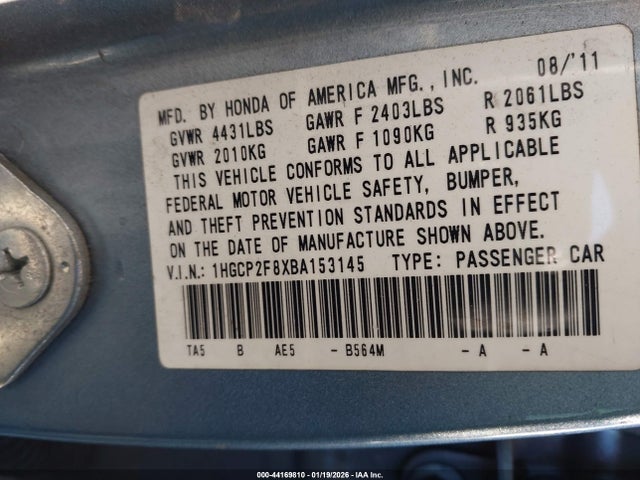 MFD. BY HONDA OF AMERICA MFG., INC. 08/'11
GVWR 4431LBS GAWR F 2403LBS R 2061LBS
GVWR 2010KG GAWR F 1090KG R 935KG
THIS VEHICLE CONFORMS TO ALL APPLICABLE
FEDERAL MOTOR VEHICLE SAFETY, BUMPER,
AND THEFT PREVENTION STANDARDS IN EFFECT
ON THE DATE OF MANUFACTURE SHOWN ABOVE.
V.I.N.: 1HGCP2F8XBA153145 TYPE: PASSENGER CAR
TA5 B AE5 - B564M - A - A
000-44169810 - 01/19/2026 - IAA Inc.